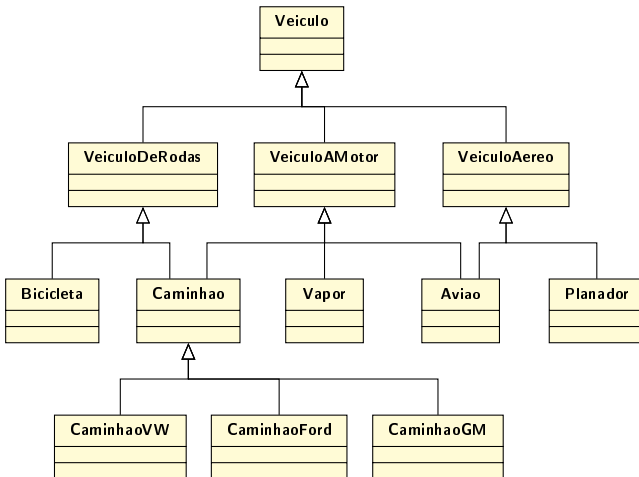 Veiculo
VeiculoDeRodas
VeiculoAMotor
VeiculoAereo
Bicicleta
Caminhao
Vapor
Aviao
Planador
CaminhaoVW
CaminhaoFord
CaminhaoGM